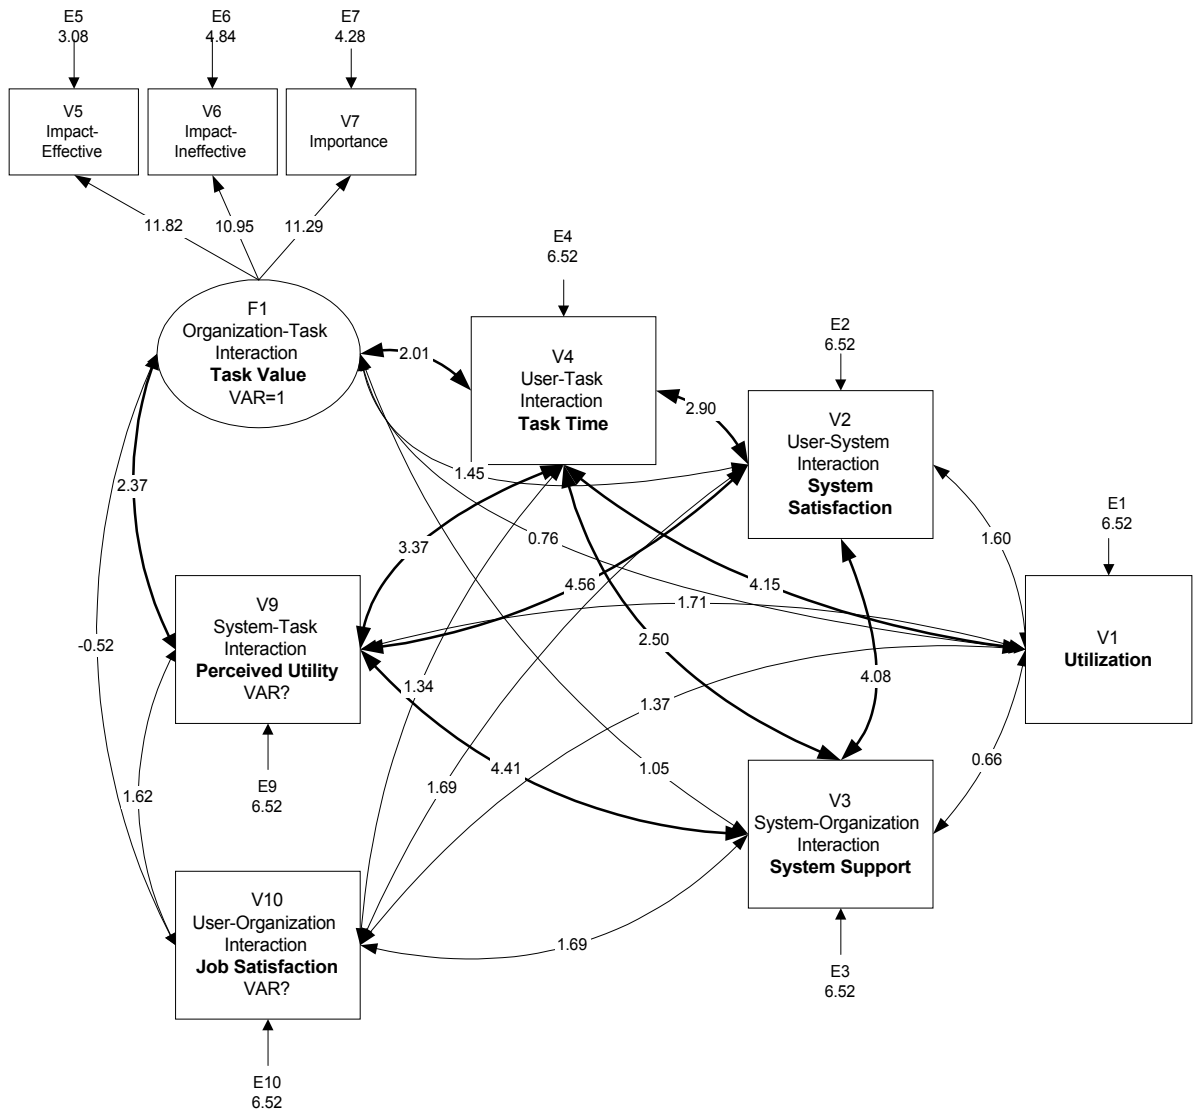 E5
3.08
E6
4.84
E7
4.28
V5
Impact-
Effective
V6
Impact-
Ineffective
V7
Importance
11.82
10.95
11.29
E4
6.52
F1
Organization-Task
Interaction
Task Value
VAR=1
2.01
V4
User-Task
Interaction
Task Time
E2
6.52
2.90
V2
User-System
Interaction
System
Satisfaction
1.45
2.37
E1
6.52
0.76
1.60
3.37
4.56
4.15
1.71
V9
System-Task
Interaction
Perceived Utility
VAR?
-0.52
2.50
V1
Utilization
1.34
4.08
1.37
4.41
1.05
0.66
E9
6.52
1.62
1.69
V3
System-Organization
Interaction
System Support
V10
User-Organization
Interaction
Job Satisfaction
VAR?
1.69
E3
6.52
E10
6.52